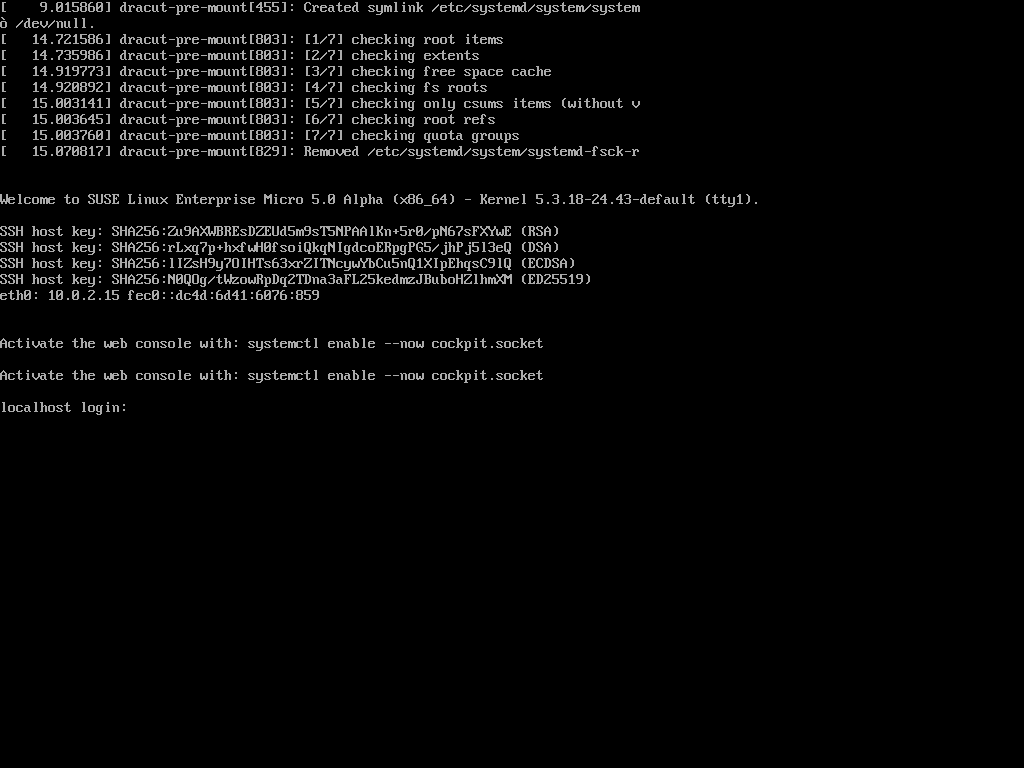 [    9.015860] dracut-pre-mount[455]: Created symlink /etc/systemd/system/system
ò /dev/null.
[   14.721586] dracut-pre-mount[803]: [1/7] checking root items
[   14.735986] dracut-pre-mount[803]: [2/7] checking extents
[   14.919773] dracut-pre-mount[803]: [3/7] checking free space cache
[   14.920892] dracut-pre-mount[803]: [4/7] checking fs roots
[   15.003141] dracut-pre-mount[803]: [5/7] checking only csums items (without v
[   15.003645] dracut-pre-mount[803]: [6/7] checking root refs
[   15.003760] dracut-pre-mount[803]: [7/7] checking quota groups
[   15.070817] dracut-pre-mount[829]: Removed /etc/systemd/system/systemd-fsck-r
Welcome to SUSE Linux Enterprise Micro 5.0 Alpha (x86_64) - Kernel 5.3.18-24.43-default (tty1).
SSH host key: SHA256:Zu9AXWBREsDZEUd5m9sT5NPAAlKn+5r0/pN67sFXYwE (RSA)
SSH host key: SHA256:rLxq7p+hxfwH0fsoiQkqNIgdcoERpgPG5/jhPj5l3eQ (DSA)
SSH host key: SHA256:lIZsH9y7OIHTs63xrZITNcywYbCu5nQ1XIpEhqsC9lQ (ECDSA)
SSH host key: SHA256:N0QOg/tWzowRpDq2TDna3aFL25kedmzJBuboHZlhmXM (ED25519)
eth0: 10.0.2.15 fec0::dc4d:6d41:6076:859
Activate the web console with: systemctl enable --now cockpit.socket
Activate the web console with: systemctl enable --now cockpit.socket
localhost login: